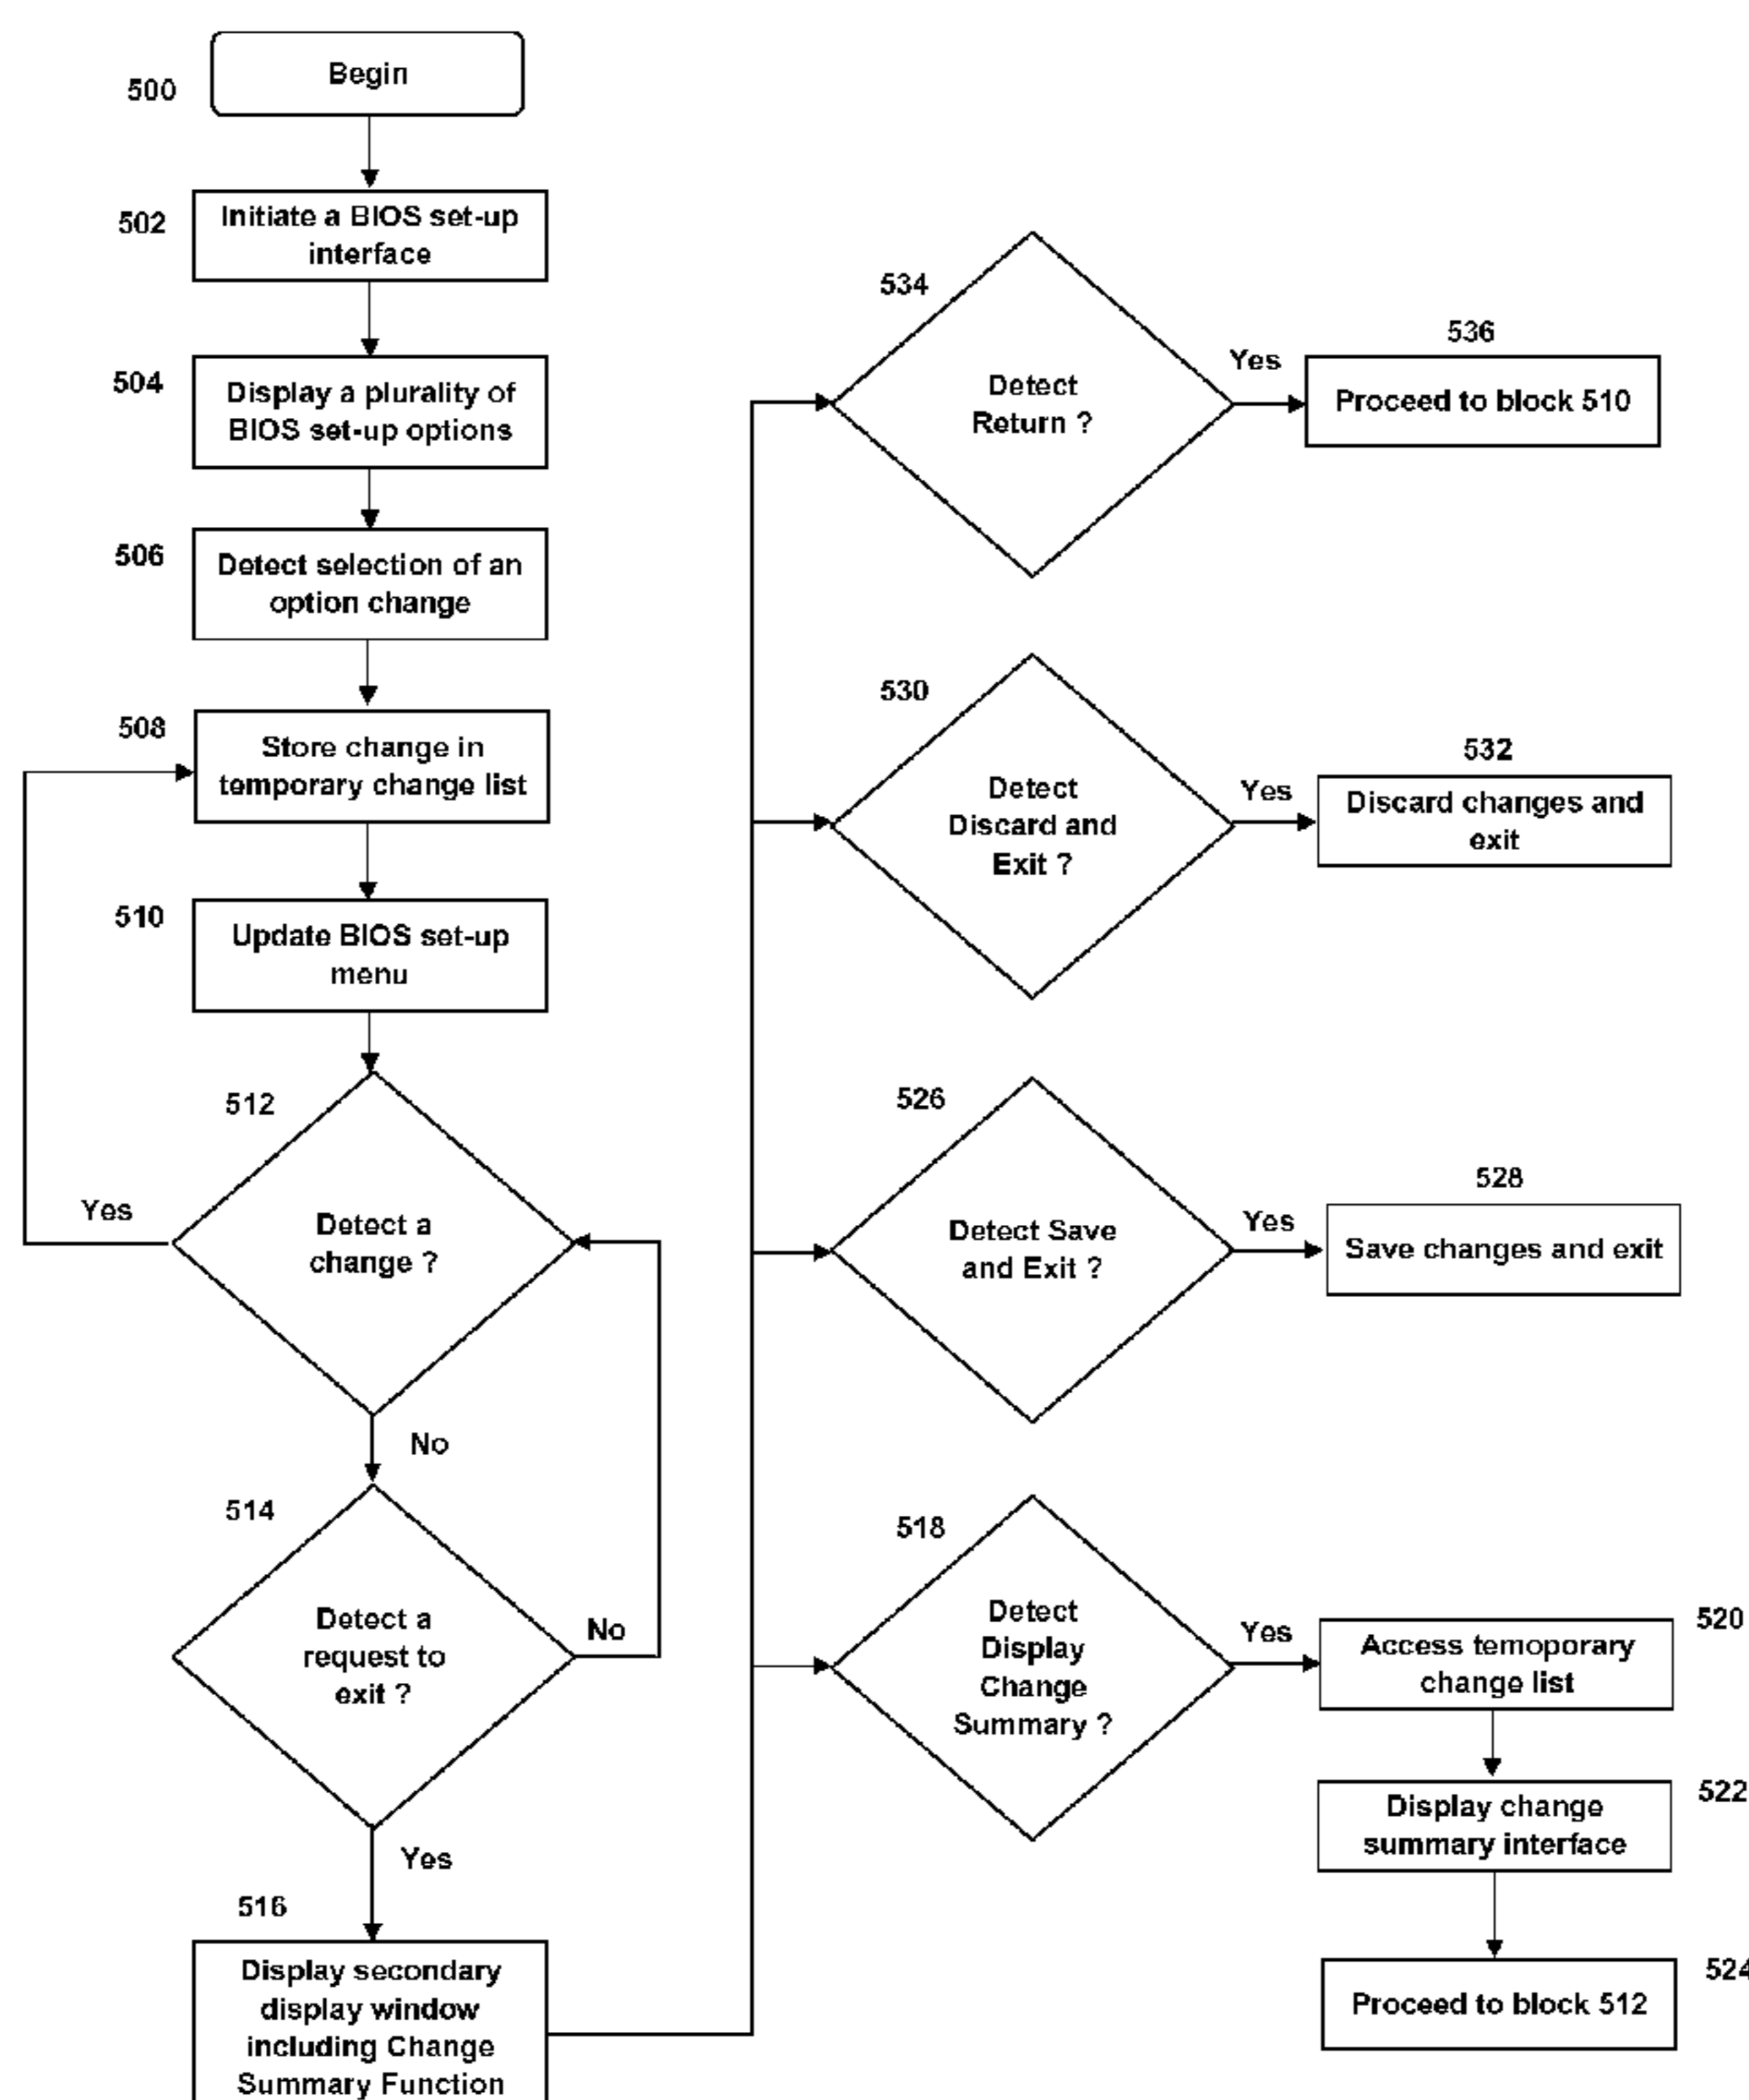 500
Begin
502
Initiate a BIOS set-up
interface
504
Display a plurality of
BIOS set-up options
506
Detect selection of an
option change
508
Store change in
temporary change list
510
Update BIOS set-up
menu
512
Detect a
change ?
Yes
No
514
Detect a
request to
exit ?
No
Yes
516
Display secondary
display window
including Change
Summary Function
534
Detect
Return ?
Yes
536
Proceed to block 510
530
Detect
Discard and
Exit ?
Yes
532
Discard changes and
exit
526
Detect Save
and Exit ?
Yes
528
Save changes and exit
518
Detect
Display
Change
Summary ?
Yes
520
Access temoporary
change list
522
Display change
summary interface
524
Proceed to block 512